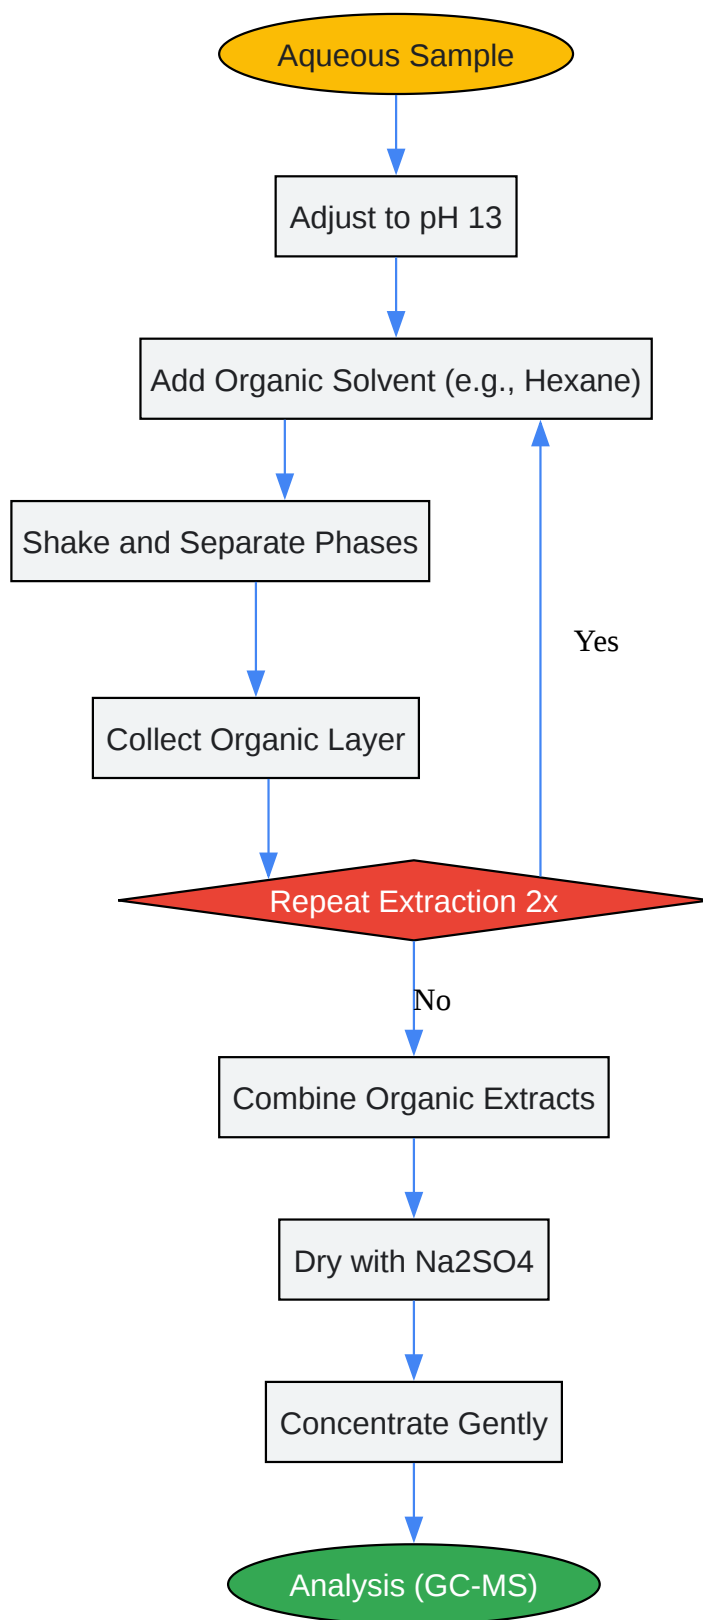 Aqueous Sample
Adjust to pH 13
Add Organic Solvent (e.g., Hexane)
Shake and Separate Phases
Yes
Collect Organic Layer
Repeat Extraction 2x
No
Combine Organic Extracts
Dry with Na2SO4
Concentrate Gently
Analysis (GC-MS)